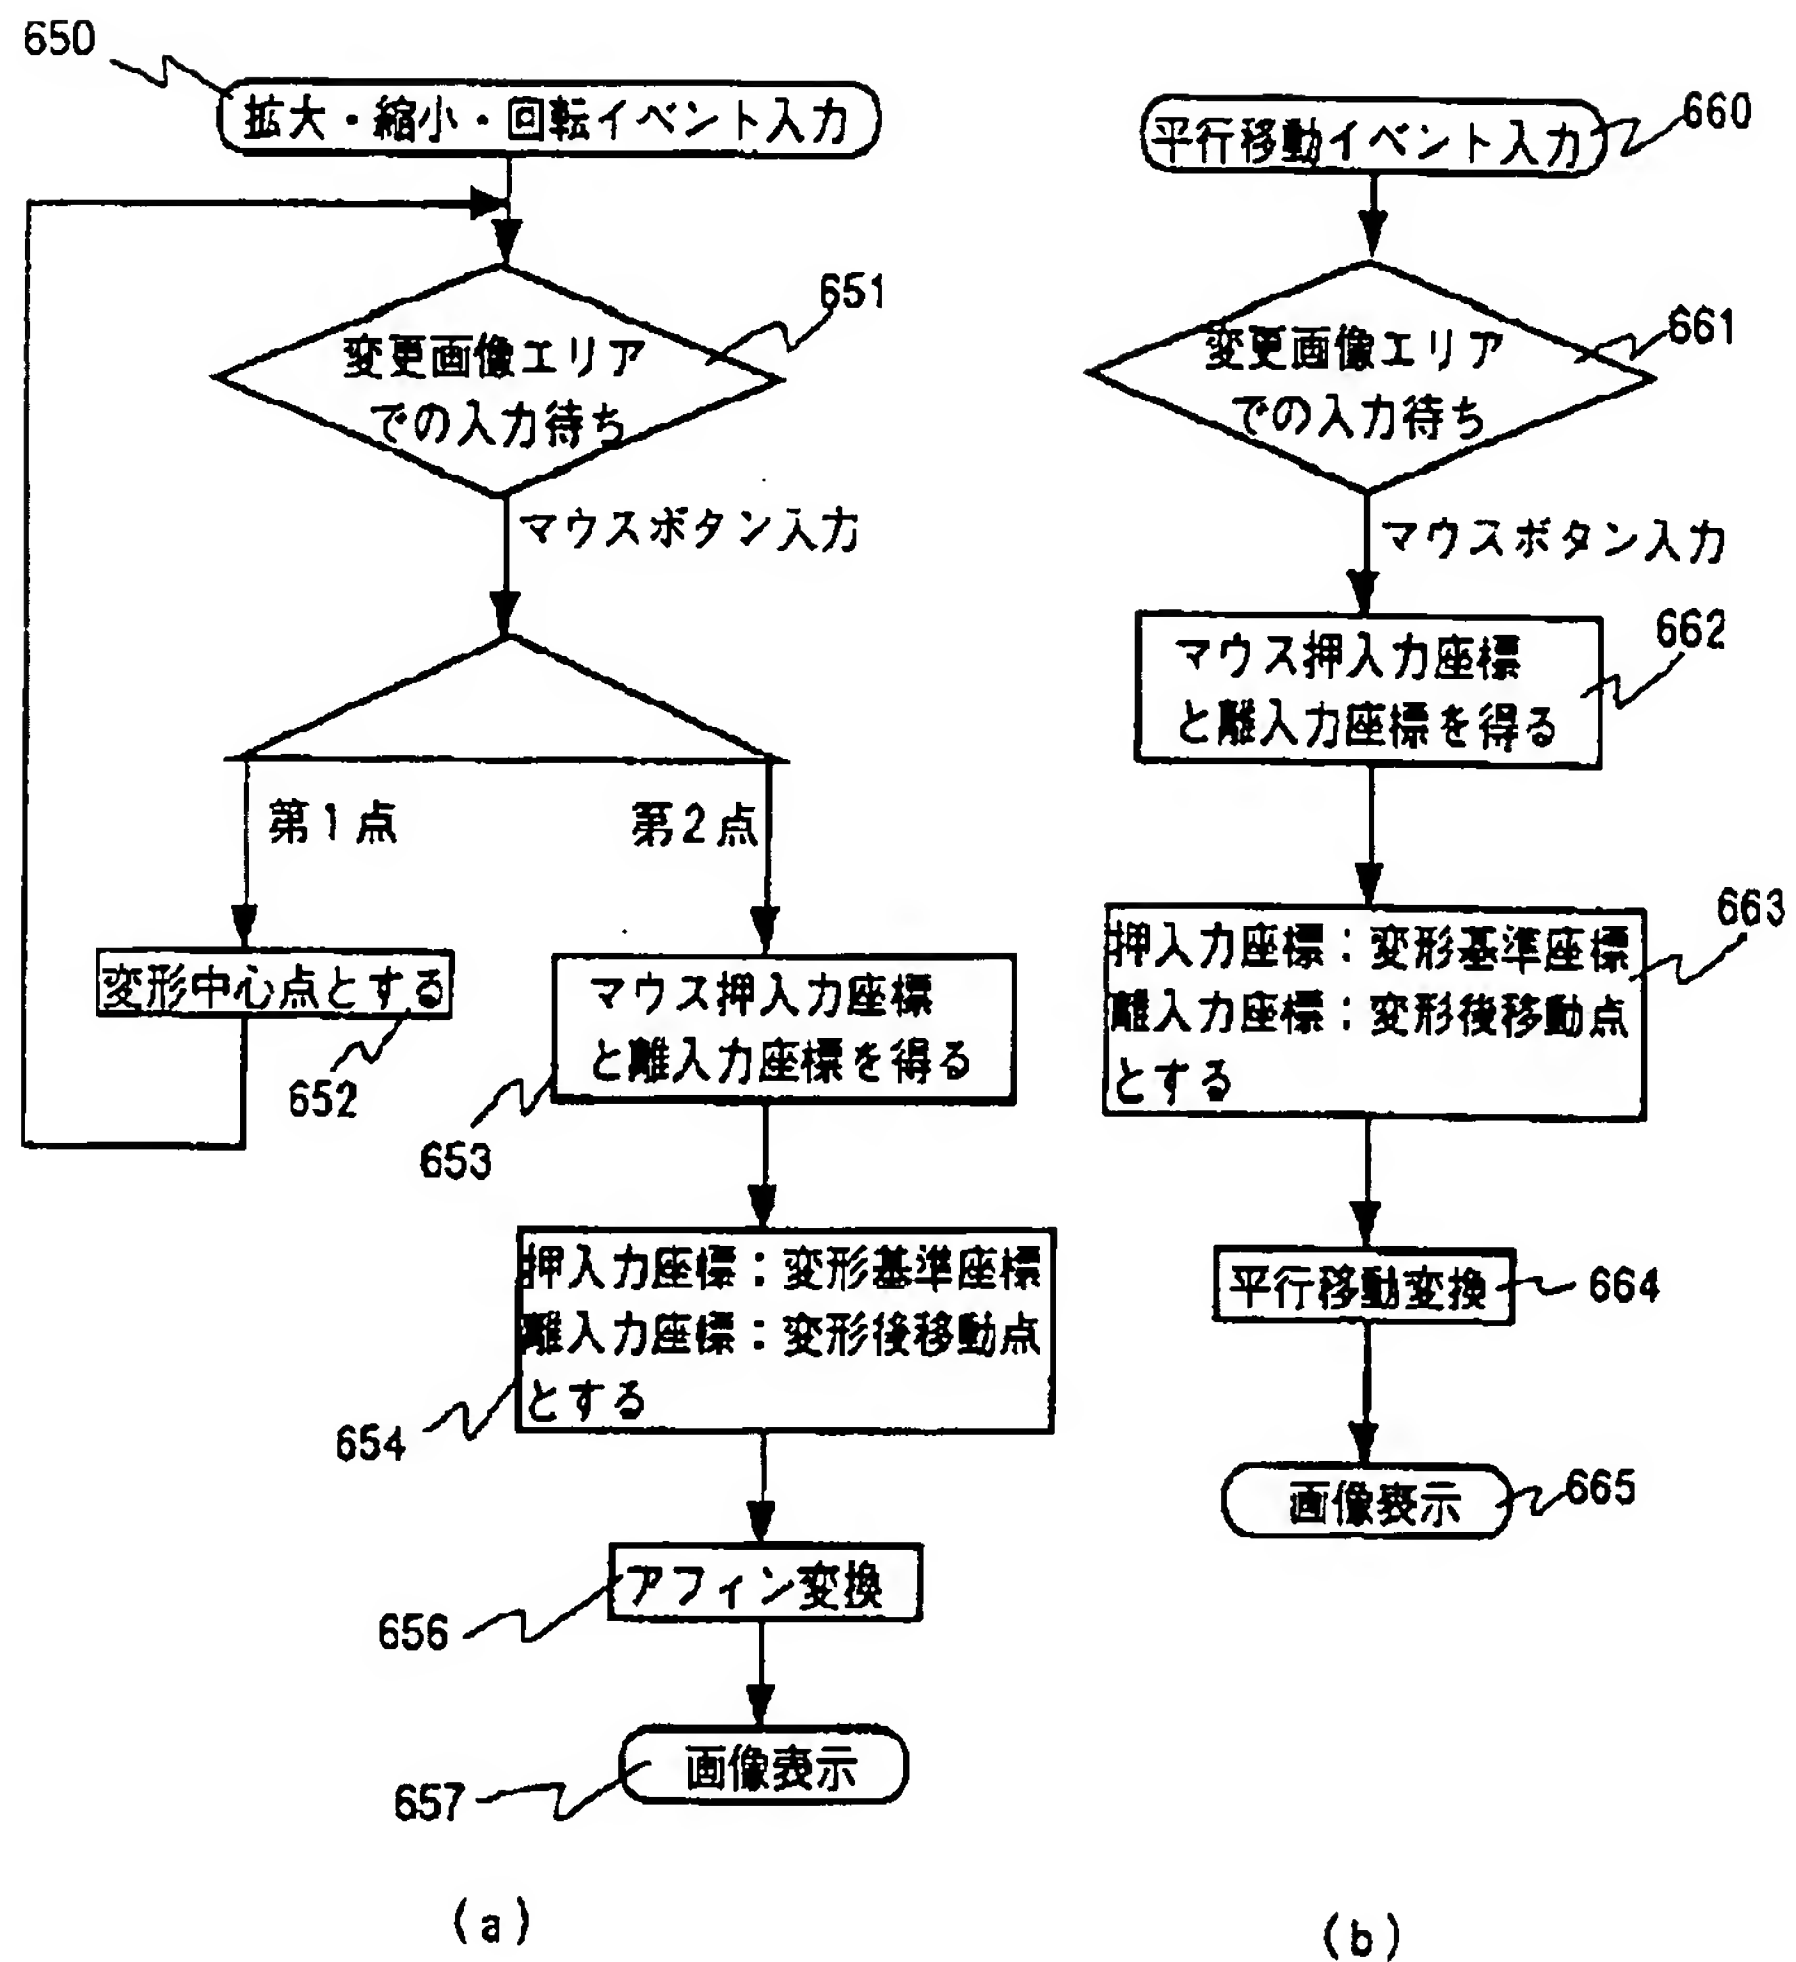 650
拡大・縮小・回転イベント入力
651
変更画像エリア
での入力待ち
マウスボタン入力
第1点
第2点
変形中心点とする
652
マウス押入力座標
と離入力座標を得る
653
押入力座標:変形基準座標
離入力座標:変形後移動点
とする
654
アフィン変換
656
画像表示
657
(a)
平行移動イベント入力
660
変更画像エリア
での入力待ち
661
マウスボタン入力
マウス押入力座標
と離入力座標を得る
662
押入力座標:変形基準座標
離入力座標:変形後移動点
とする
663
平行移動変換
664
画像表示
665
(b)